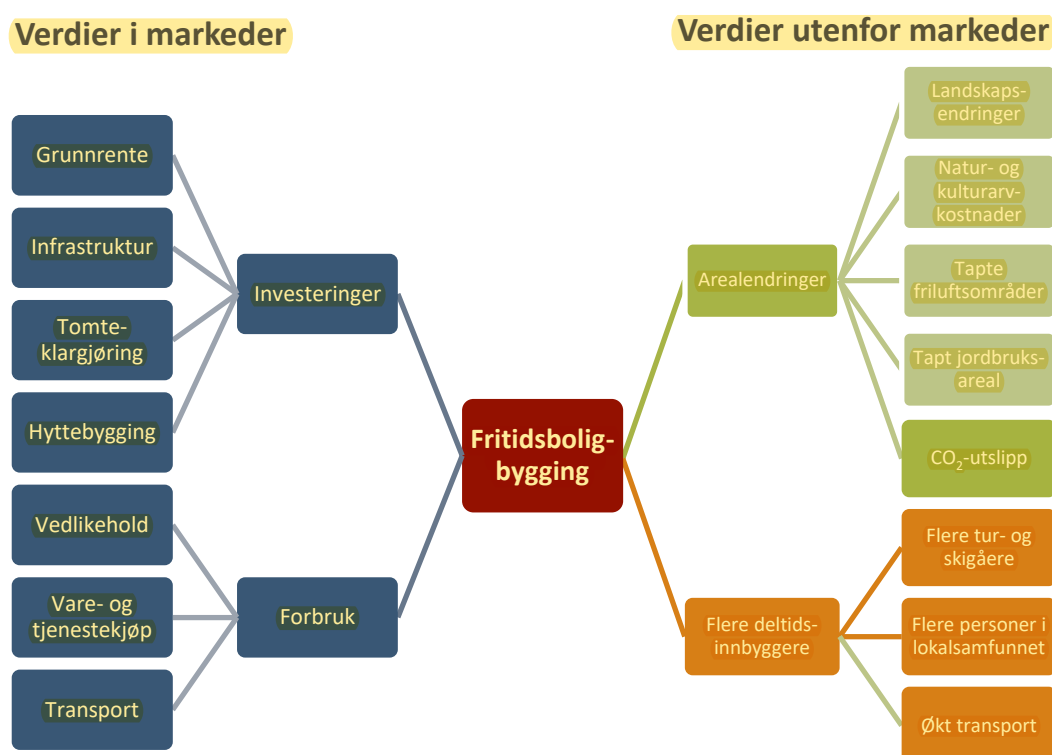 Verdier i markeder
Verdier utenfor markeder
Grunnrente
Infrastruktur
Tomte-
klargjøring
Hyttebygging
Vedlikehold
Vare- og
tjenestekjøp
Transport
Investeringer
Forbruk
Fritidsbolig-
bygging
Arealendringer
Flere deltids-
innbyggere
Landskaps-
endringer
Natur- og
kulturarv-
kostnader
Tapte
friluftsområder
Tapt jordbruks-
areal
CO₂-utslipp
Flere tur- og
skigåere
Flere personer i
lokalsamfunnet
Økt transport